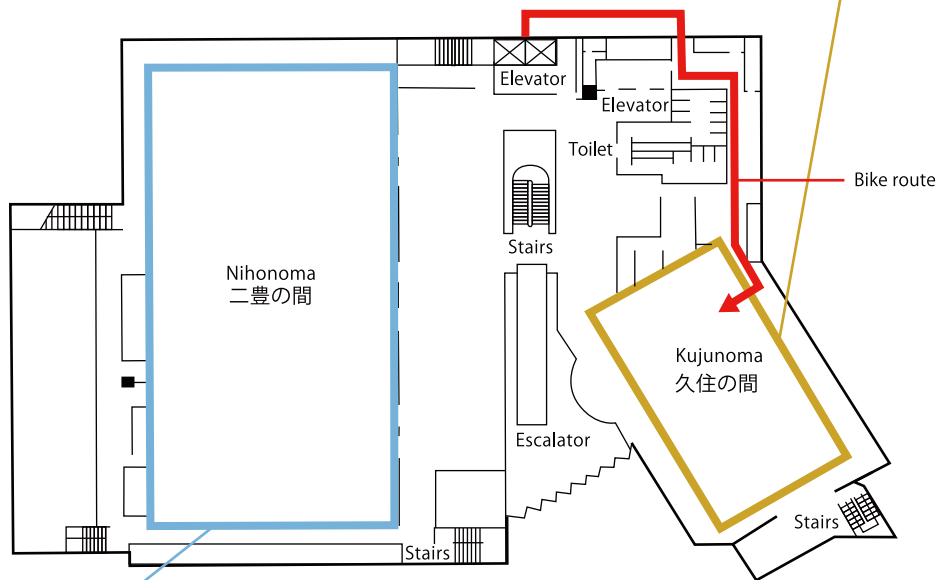 Elevator
Elevator
Toilet
Bike route
Stairs
Nihonoma
二豊の間
Kujunoma
久住の間
Escalator
Stairs
Stairs